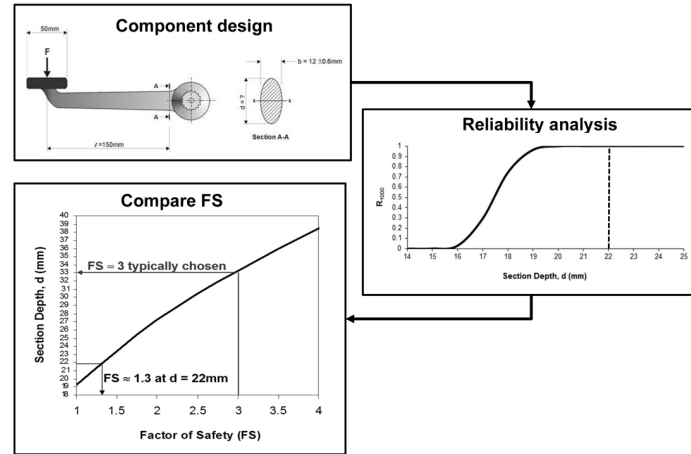 Component design
50mm
F
A
A
ℓ =150mm
b = 12 ±0.6mm
d = ?
x
x
Section A-A
Reliability analysis
R1000
1
0.9
0.8
0.7
0.6
0.5
0.4
0.3
0.2
0.1
0
14 15 16 17 18 19 20 21 22 23 24 25
Section Depth, d (mm)
Compare FS
Section Depth, d (mm)
40
39
38
37
36
35
34
33
32
31
30
29
28
27
26
25
24
23
22
21
20
19
18
FS = 3 typically chosen
FS ≈ 1.3 at d = 22mm
1 1.5 2 2.5 3 3.5 4
Factor of Safety (FS)